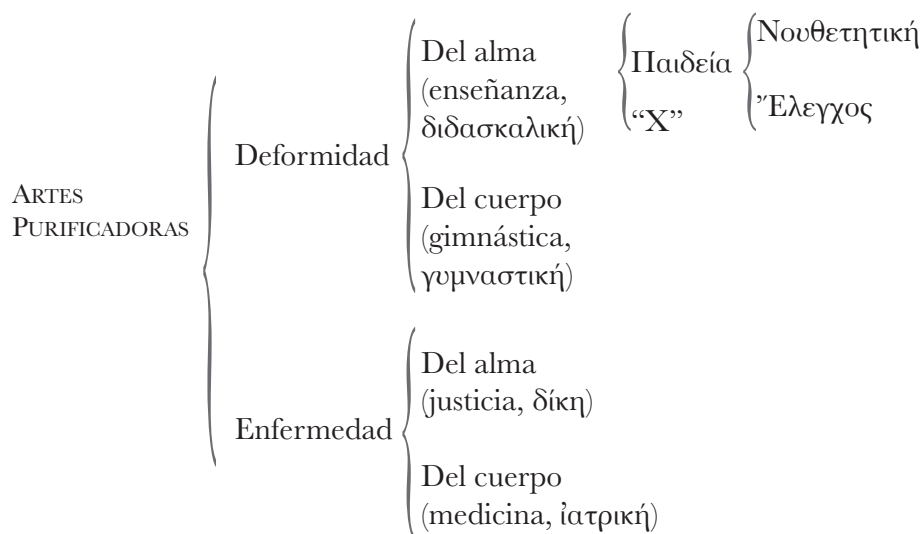 ARTES
PURIFICADORAS
Deformidad
Del alma
(enseñanza,
διδασκαλική)
Παιδεία
Νουθετητική
Ἔλεγχος
“X”
Del cuerpo
(gimnástica,
γυμναστική)
Enfermedad
Del alma
(justicia, δίκη)
Del cuerpo
(medicina, ἰατρική)